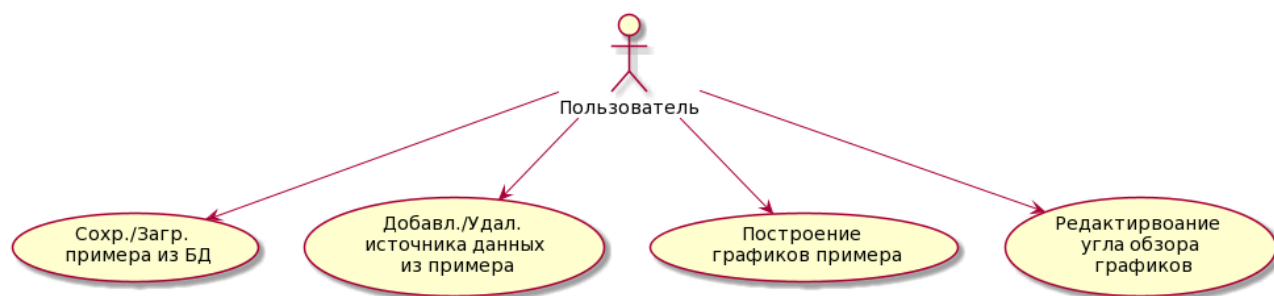 Пользователь
Сохр./Загр.
примера из БД
Добавл./Удал.
источника данных
из примера
Построение
графиков примера
Редактирвоание
угла обзора
графиков